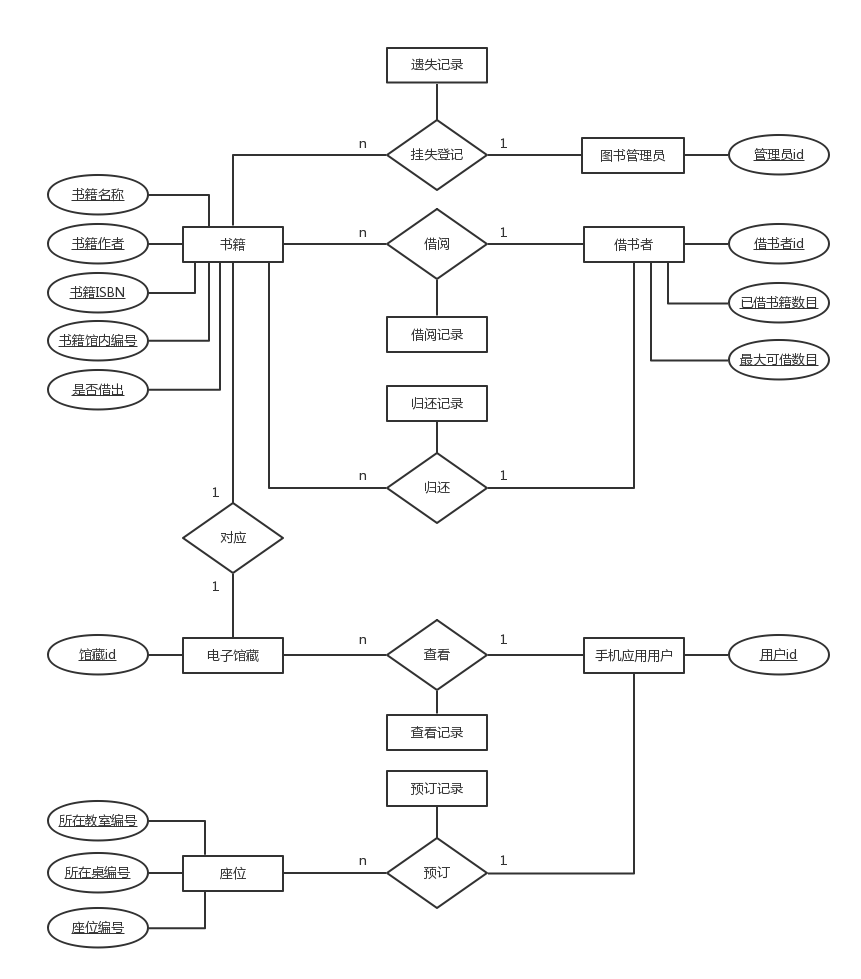 遗失记录
n
挂失登记
1
图书管理员
管理员id
书籍名称
书籍作者
书籍
n
借阅
1
借书者
借书者id
书籍ISBN
已借书籍数目
书籍馆内编号
借阅记录
最大可借数目
是否借出
归还记录
n
归还
1
1
对应
1
馆藏id
电子馆藏
n
查看
1
手机应用用户
用户id
查看记录
预订记录
所在教室编号
所在桌编号
座位
n
预订
1
座位编号